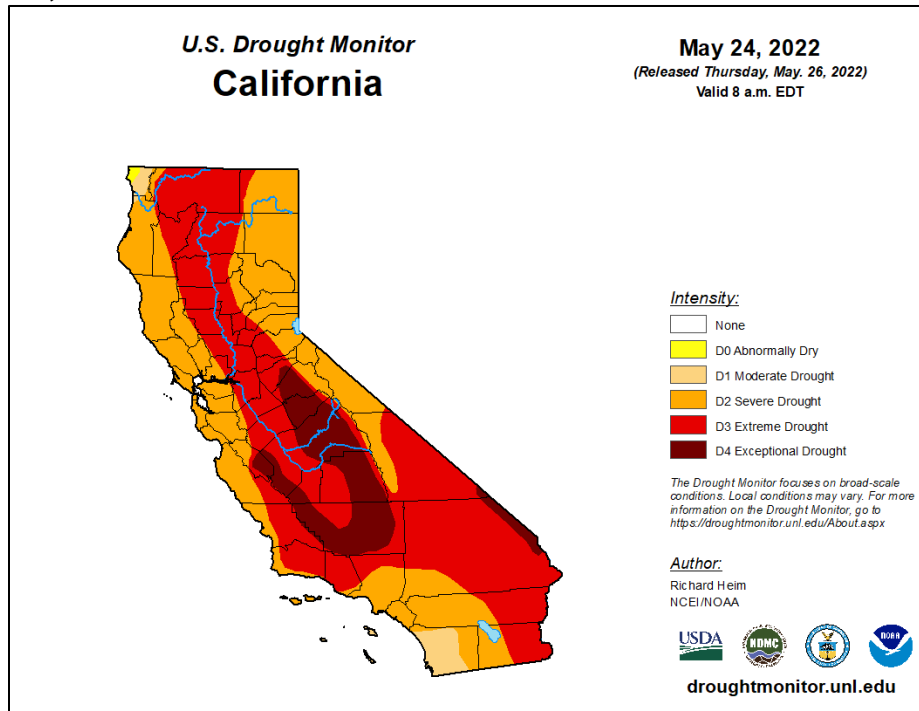 U.S. Drought Monitor
California
May 24, 2022
(Released Thursday, May. 26, 2022)
Valid 8 a.m. EDT
Intensity:
None
D0 Abnormally Dry
D1 Moderate Drought
D2 Severe Drought
D3 Extreme Drought
D4 Exceptional Drought
The Drought Monitor focuses on broad-scale
conditions. Local conditions may vary. For more
information on the Drought Monitor, go to
https://droughtmonitor.unl.edu/About.aspx
Author:
Richard Heim
NCEI/NOAA
USDA
NDMC
NOAA
droughtmonitor.unl.edu